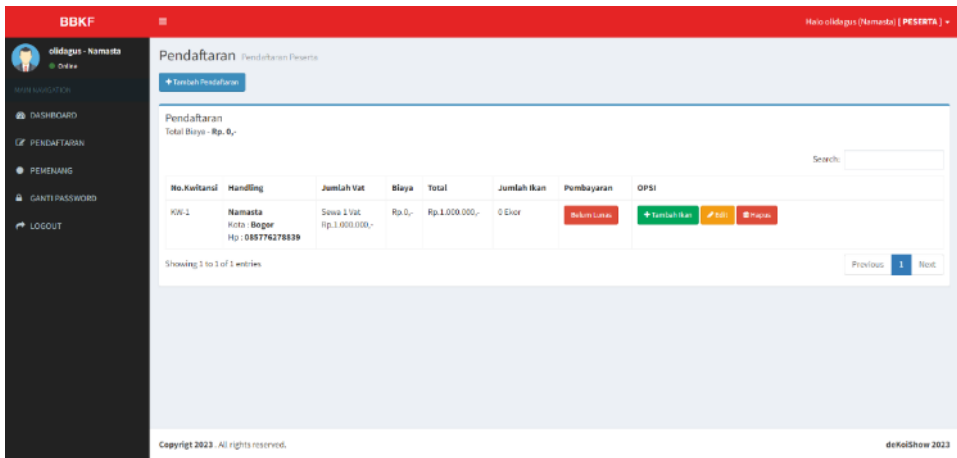 BBKF
Halo olidagus (Namasta) [ PESERTA ]
olidagus - Namasta
Online
MAIN NAVIGATION
DASHBOARD
PENDAFTARAN
PEMENANG
GANTI PASSWORD
LOGOUT
Pendaftaran Pendaftaran Peserta
+Tambah Pendaftaran
Pendaftaran
Total Biaya - Rp. 0,-
Search:
No.Kwitansi Handling Jumlah Vat Biaya Total Jumlah Ikan Pembayaran OPSI
KW-1 Namasta Sewa 1 Vat Rp.0,- Rp.1.000.000,- 0 Ekor Belum Lunas +Tambah Ikan Edit Hapus
Kota : Bogor Rp.1.000.000,-
Hp : 085776278839
Showing 1 to 1 of 1 entries
Previous 1 Next
Copyrigt 2023 . All rights reserved.
deKoiShow 2023